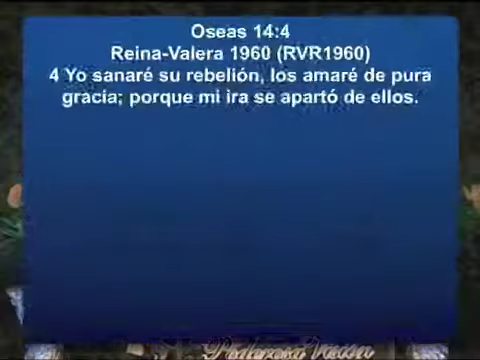 Oseas 14:4
Reina-Valera 1960 (RVR1960)
4 Yo sanaré su rebelión, los amaré de pura
gracia; porque mi ira se apartó de ellos.